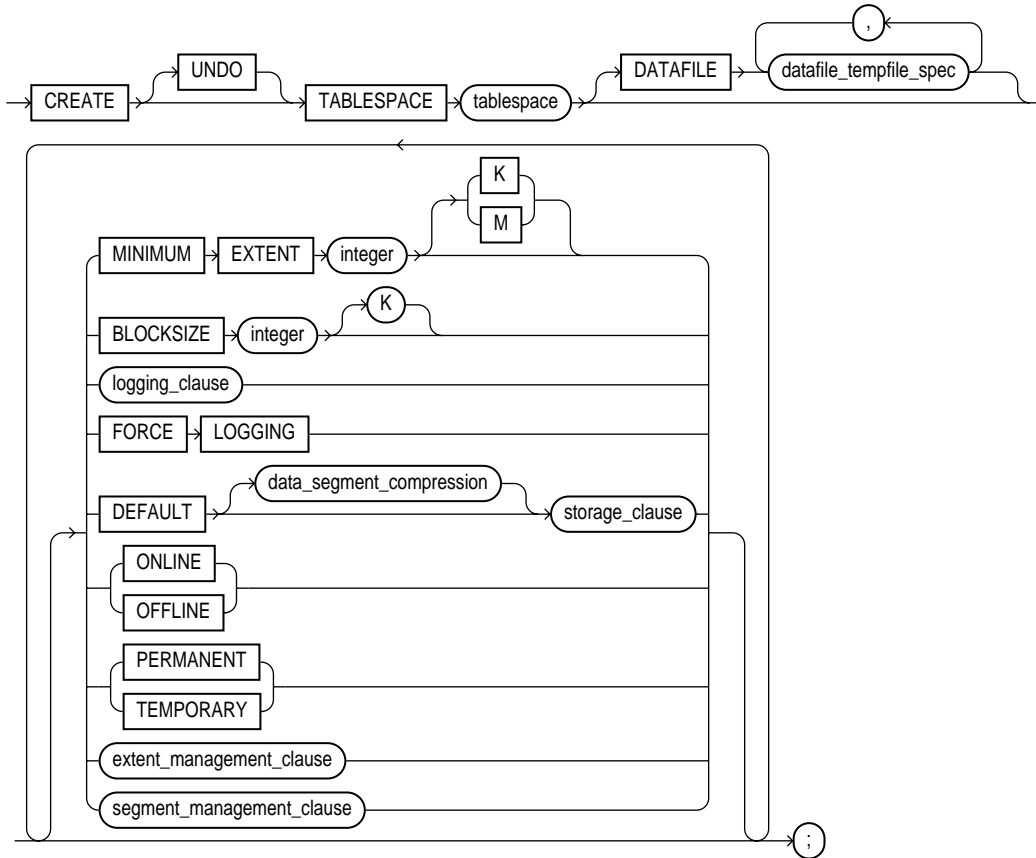 ,
UNDO DATAFILE datafile_tempfile_spec
CREATE TABLESPACE tablespace
K
M
MINIMUM EXTENT integer
K
BLOCKSIZE integer
logging_clause
FORCE LOGGING
data_segment_compression
DEFAULT storage_clause
ONLINE
OFFLINE
PERMANENT
TEMPORARY
extent_management_clause
segment_management_clause
;